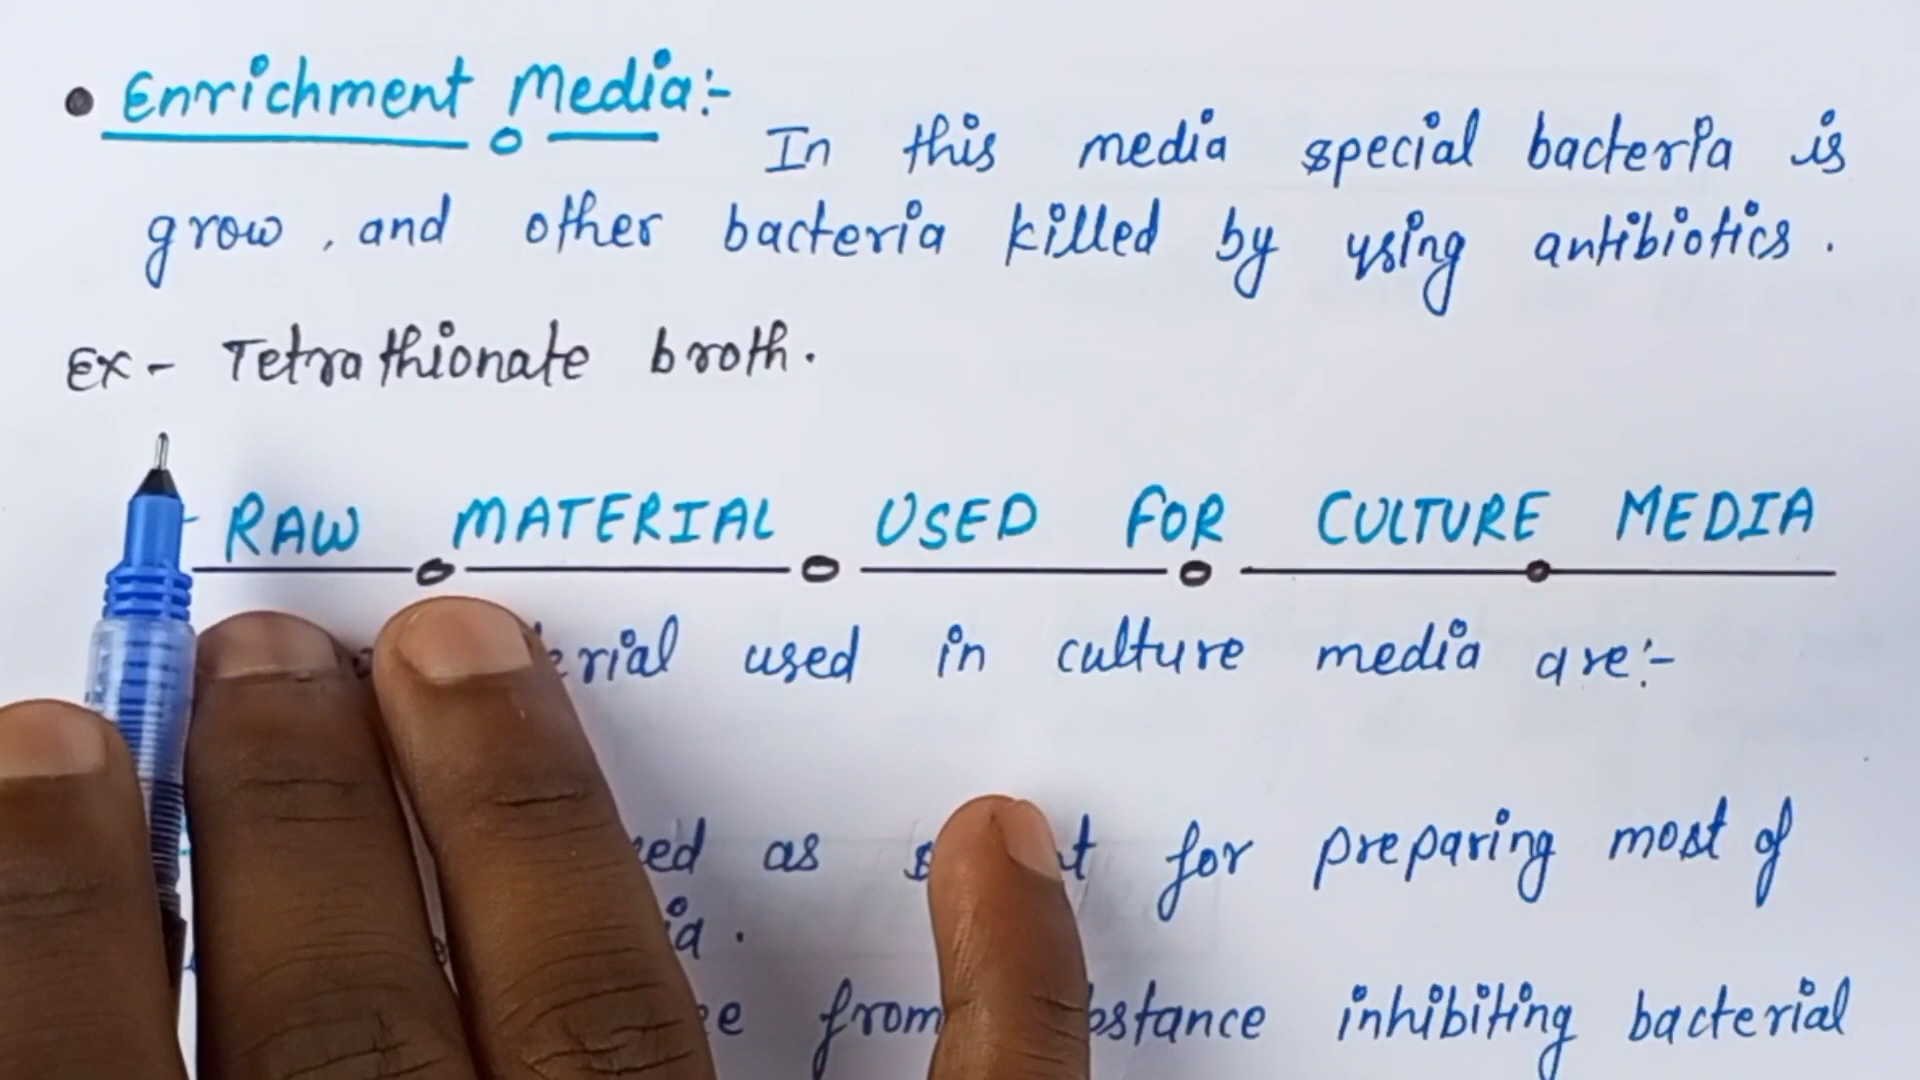 • Enrichment Media:-
In this media special bacteria is
grow, and other bacteria killed by using antibiotics.
Ex - Tetrathionate broth.
RAW MATERIAL USED FOR CULTURE MEDIA
used in culture media are:-
as for preparing most of
from inhibiting bacterial